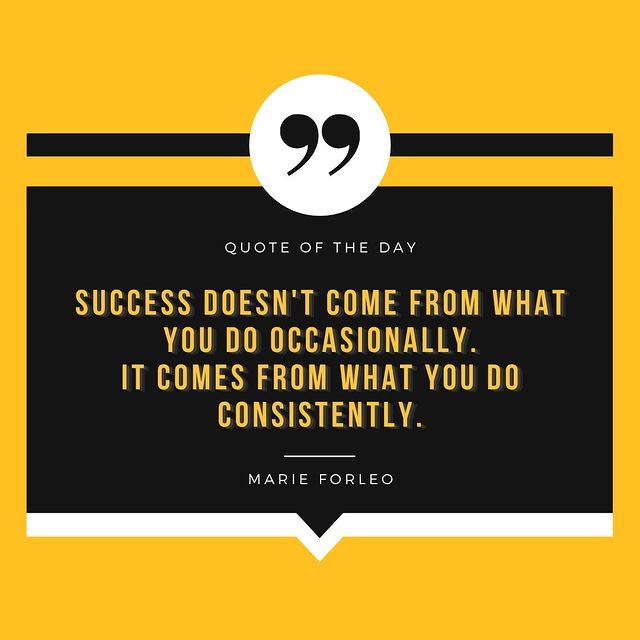 ”
QUOTE OF THE DAY
SUCCESS DOESN'T COME FROM WHAT
YOU DO OCCASIONALLY.
IT COMES FROM WHAT YOU DO
CONSISTENTLY.
MARIE FORLEO